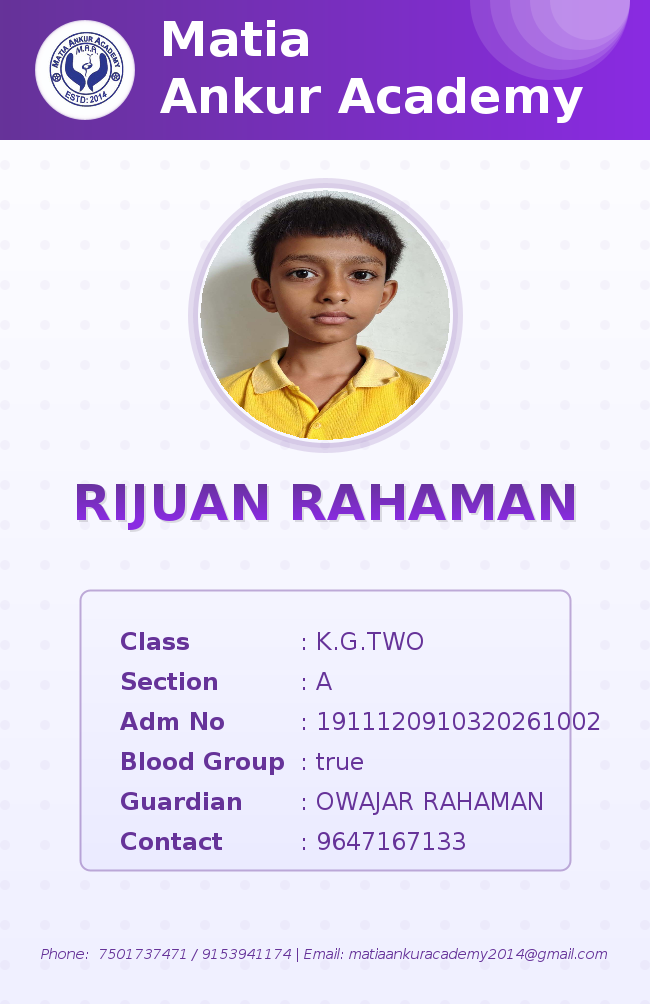 MATIA ANKUR ACADEMY
M.A.A
ESTD: 2014
Matia
Ankur Academy
RIJUAN RAHAMAN
Class : K.G.TWO
Section : A
Adm No : 1911120910320261002
Blood Group : true
Guardian : OWAJAR RAHAMAN
Contact : 9647167133
Phone: 7501737471 / 9153941174 | Email: matiaankuracademy2014@gmail.com